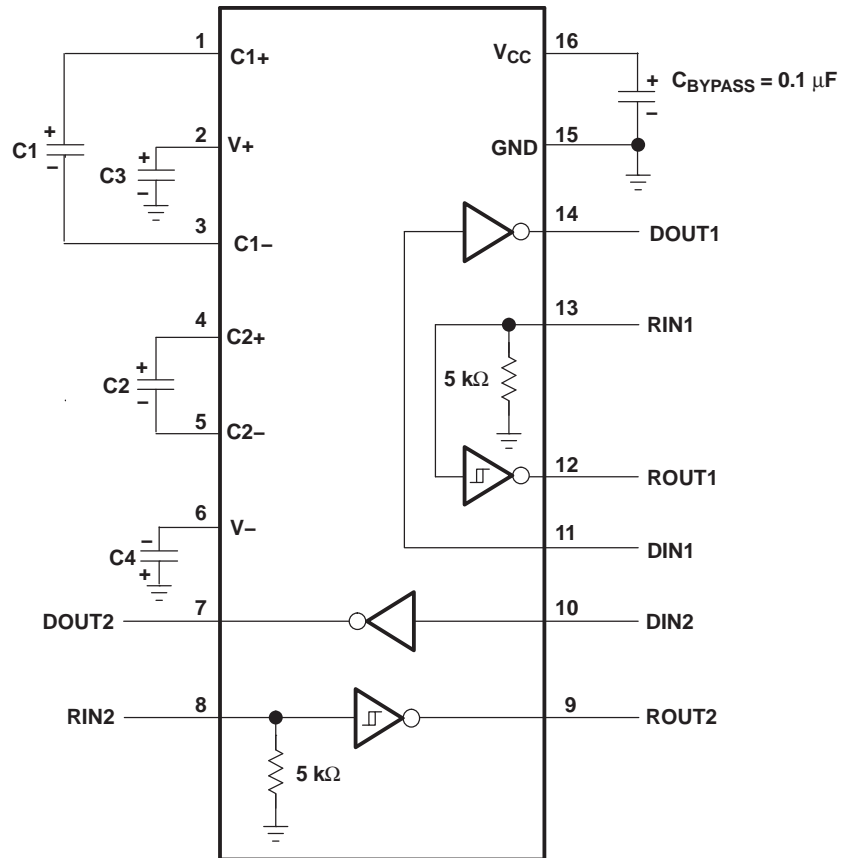 1
C1+
VCC
16
+
CBYPASS = 0.1 μF
−
+
C1
−
2
V+
+
C3
−
15
GND
3
C1−
14
DOUT1
13
RIN1
4
C2+
+
C2
−
5 kΩ
5
C2−
12
ROUT1
6
V−
−
C4
+
11
DIN1
DOUT2
7
10
DIN2
RIN2
8
9
ROUT2
5 kΩ